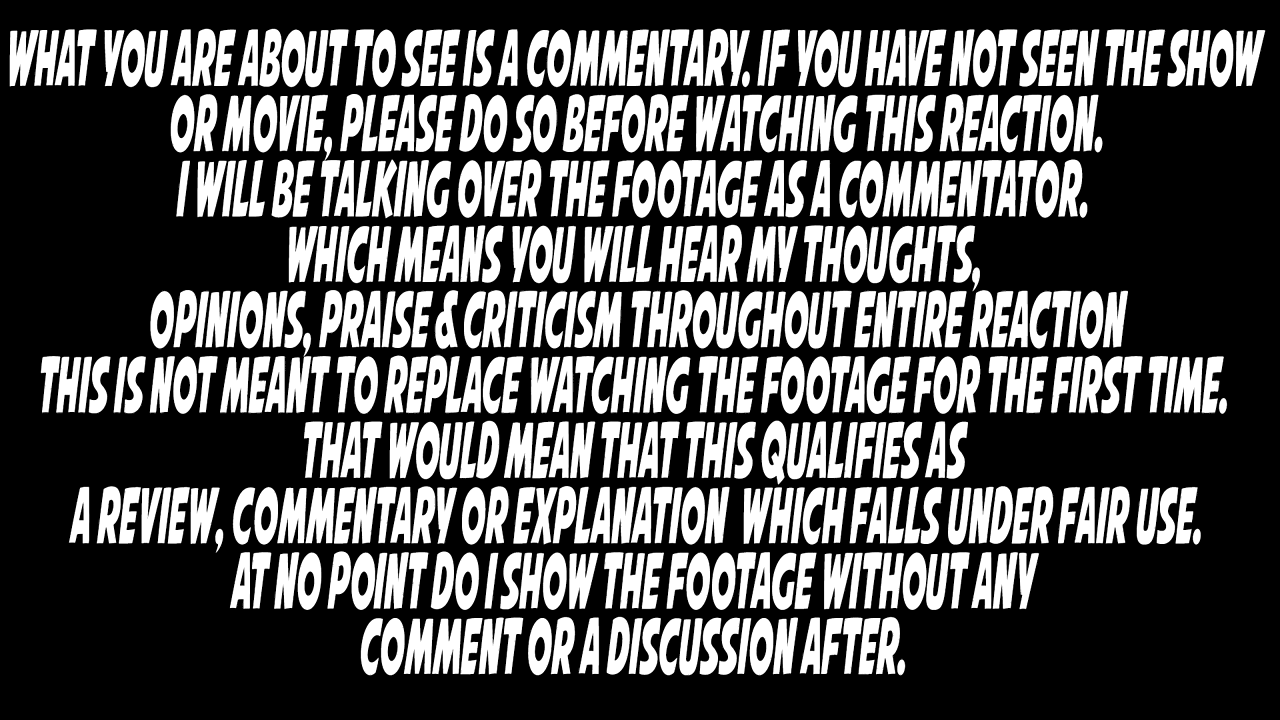 WHAT YOU ARE ABOUT TO SEE IS A COMMENTARY. IF YOU HAVE NOT SEEN THE SHOW
OR MOVIE, PLEASE DO SO BEFORE WATCHING THIS REACTION.
I WILL BE TALKING OVER THE FOOTAGE AS A COMMENTATOR.
WHICH MEANS YOU WILL HEAR MY THOUGHTS,
OPINIONS, PRAISE & CRITICISM THROUGHOUT ENTIRE REACTION
THIS IS NOT MEANT TO REPLACE WATCHING THE FOOTAGE FOR THE FIRST TIME.
THAT WOULD MEAN THAT THIS QUALIFIES AS
A REVIEW, COMMENTARY OR EXPLANATION WHICH FALLS UNDER FAIR USE.
AT NO POINT DO I SHOW THE FOOTAGE WITHOUT ANY
COMMENT OR A DISCUSSION AFTER.